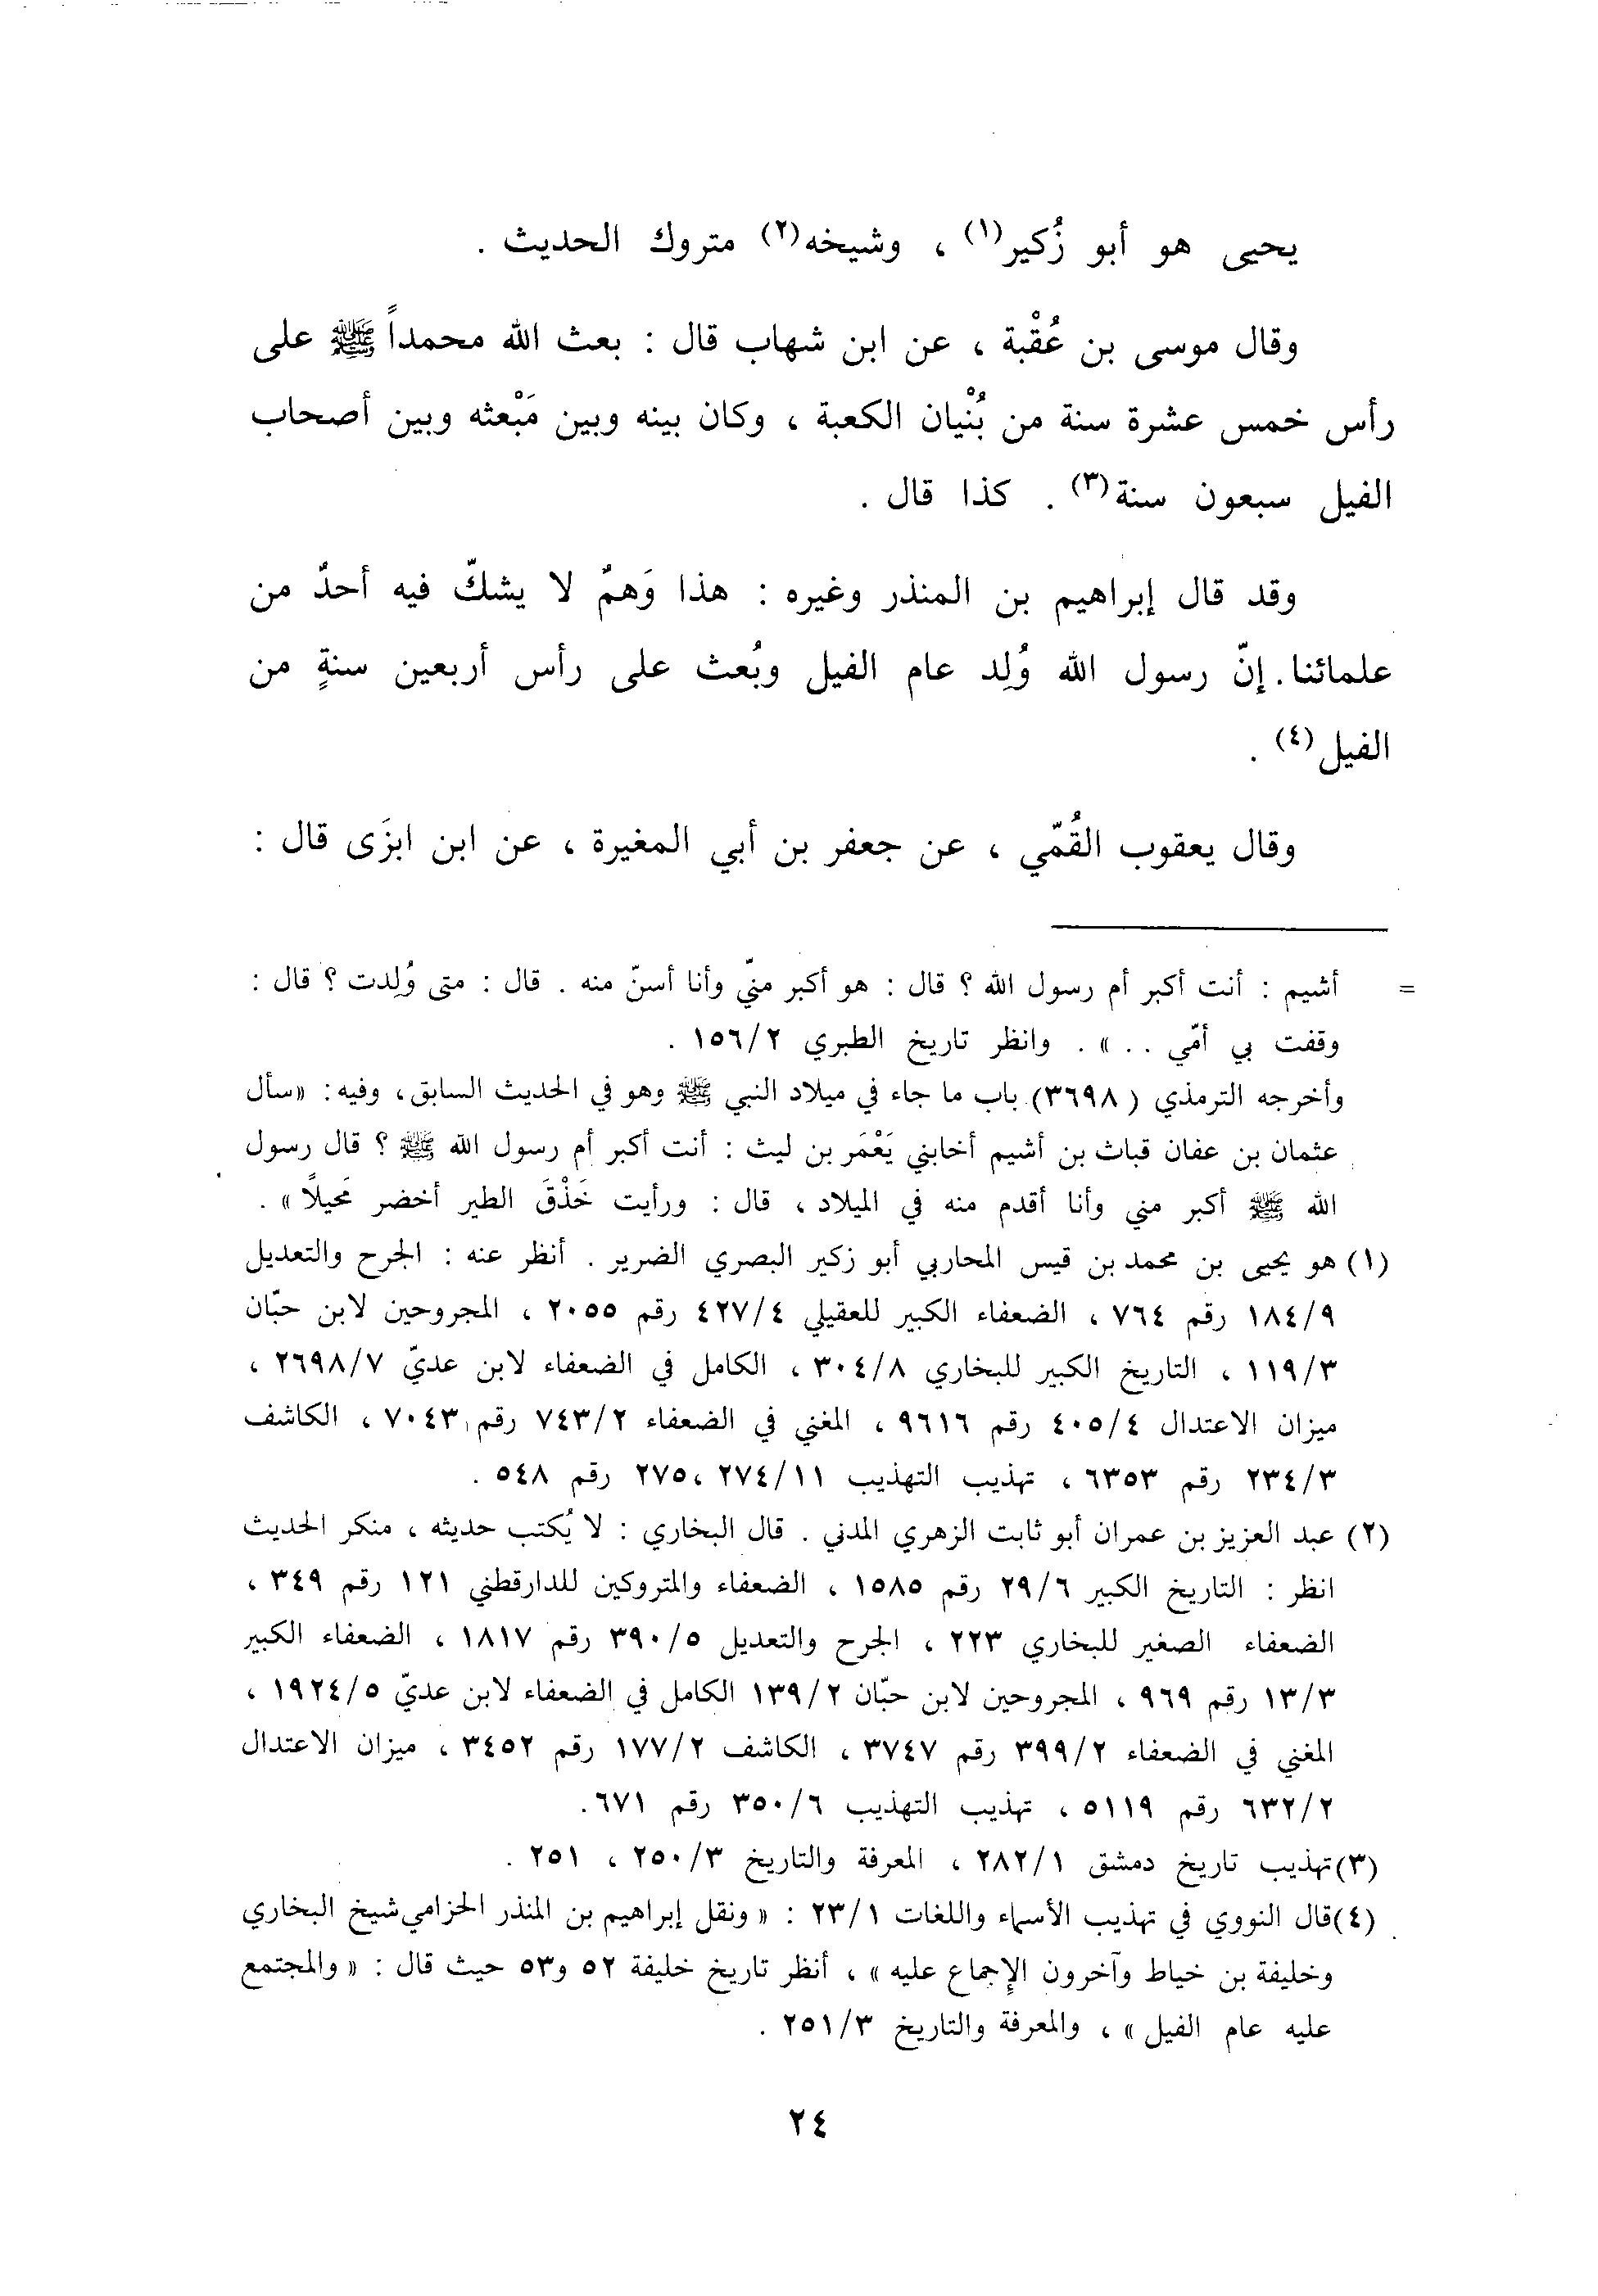 يحيى هو أبو زُكير(١) ، وشيخه(٢) متروك الحديث .
وقال موسى بن عُقْبة ، عن ابن شهاب قال : بعث الله محمداً ﷺ على
رأس خمس عشرة سنة من بُنْيان الكعبة ، وكان بينه وبين مَبْعثه وبين أصحاب
الفيل سبعون سنة(٣) . كذا قال .
وقد قال إبراهيم بن المنذر وغيره : هذا وَهمٌ لا يشكّ فيه أحدٌ من
علمائنا . إنّ رسول الله وُلِد عام الفيل وبُعث على رأس أربعين سنةٍ من
الفيل(٤) .
وقال يعقوب القُمّي ، عن جعفر بن أبي المغيرة ، عن ابن ابزَى قال :
= أشيم : أنت أكبر أم رسول الله ؟ قال : هو أكبر منّي وأنا أسنّ منه . قال : متى وُلِدت ؟ قال :
وقفت بي أمّي . . » . وانظر تاريخ الطبري ١٥٦/٢ .
وأخرجه الترمذي ( ٣٦٩٨ ) باب ما جاء في ميلاد النبي ﷺ وهو في الحديث السابق ، وفيه : «سأل
عثمان بن عفان قباث بن أشيم أخابني يَعْمَر بن ليث : أنت أكبر أم رسول الله ﷺ ؟ قال رسول
الله ﷺ أكبر مني وأنا أقدم منه في الميلاد ، قال : ورأيت خَذْقَ الطير أخضر مَحيلاً » .
(١) هو يحيى بن محمد بن قيس المحاربي أبو زكير البصري الضرير . أنظر عنه : الجرح والتعديل
١٨٤/٩ رقم ٧٦٤ ، الضعفاء الكبير للعقيلي ٤٢٧/٤ رقم ٢٠٥٥ ، المجروحين لابن حبّان
١١٩/٣ ، التاريخ الكبير للبخاري ٣٠٤/٨ ، الكامل في الضعفاء لابن عديّ ٢٦٩٨/٧ ،
ميزان الاعتدال ٤٠٥/٤ رقم ٩٦١٦ ، المغني في الضعفاء ٧٤٣/٢ رقم ٧٠٤٣ ، الكاشف
٢٣٤/٣ رقم ٦٣٥٣ ، تهذيب التهذيب ٢٧٤/١١ ، ٢٧٥ رقم ٥٤٨ .
(٢) عبد العزيز بن عمران أبو ثابت الزهري المدني . قال البخاري : لا يُكتب حديثه ، منكر الحديث
انظر : التاريخ الكبير ٢٩/٦ رقم ١٥٨٥ ، الضعفاء والمتروكين للدارقطني ١٢١ رقم ٣٤٩ ،
الضعفاء الصغير للبخاري ٢٢٣ ، الجرح والتعديل ٣٩٠/٥ رقم ١٨١٧ ، الضعفاء الكبير
١٣/٣ رقم ٩٦٩ ، المجروحين لابن حبّان ١٣٩/٢ الكامل في الضعفاء لابن عديّ ١٩٢٤/٥ ،
المغني في الضعفاء ٣٩٩/٢ رقم ٣٧٤٧ ، الكاشف ١٧٧/٢ رقم ٣٤٥٢ ، ميزان الاعتدال
٦٣٢/٢ رقم ٥١١٩ ، تهذيب التهذيب ٣٥٠/٦ رقم ٦٧١ .
(٣) تهذيب تاريخ دمشق ٢٨٢/١ ، المعرفة والتاريخ ٢٥٠/٣ ، ٢٥١ .
(٤) قال النووي في تهذيب الأسماء واللغات ٢٣/١ : « ونقل إبراهيم بن المنذر الحزامي شيخ البخاري
وخليفة بن خياط وآخرون الإجماع عليه » ، أنظر تاريخ خليفة ٥٢ و٥٣ حيث قال : « والمجتمع
عليه عام الفيل » ، والمعرفة والتاريخ ٢٥١/٣ .
٢٤